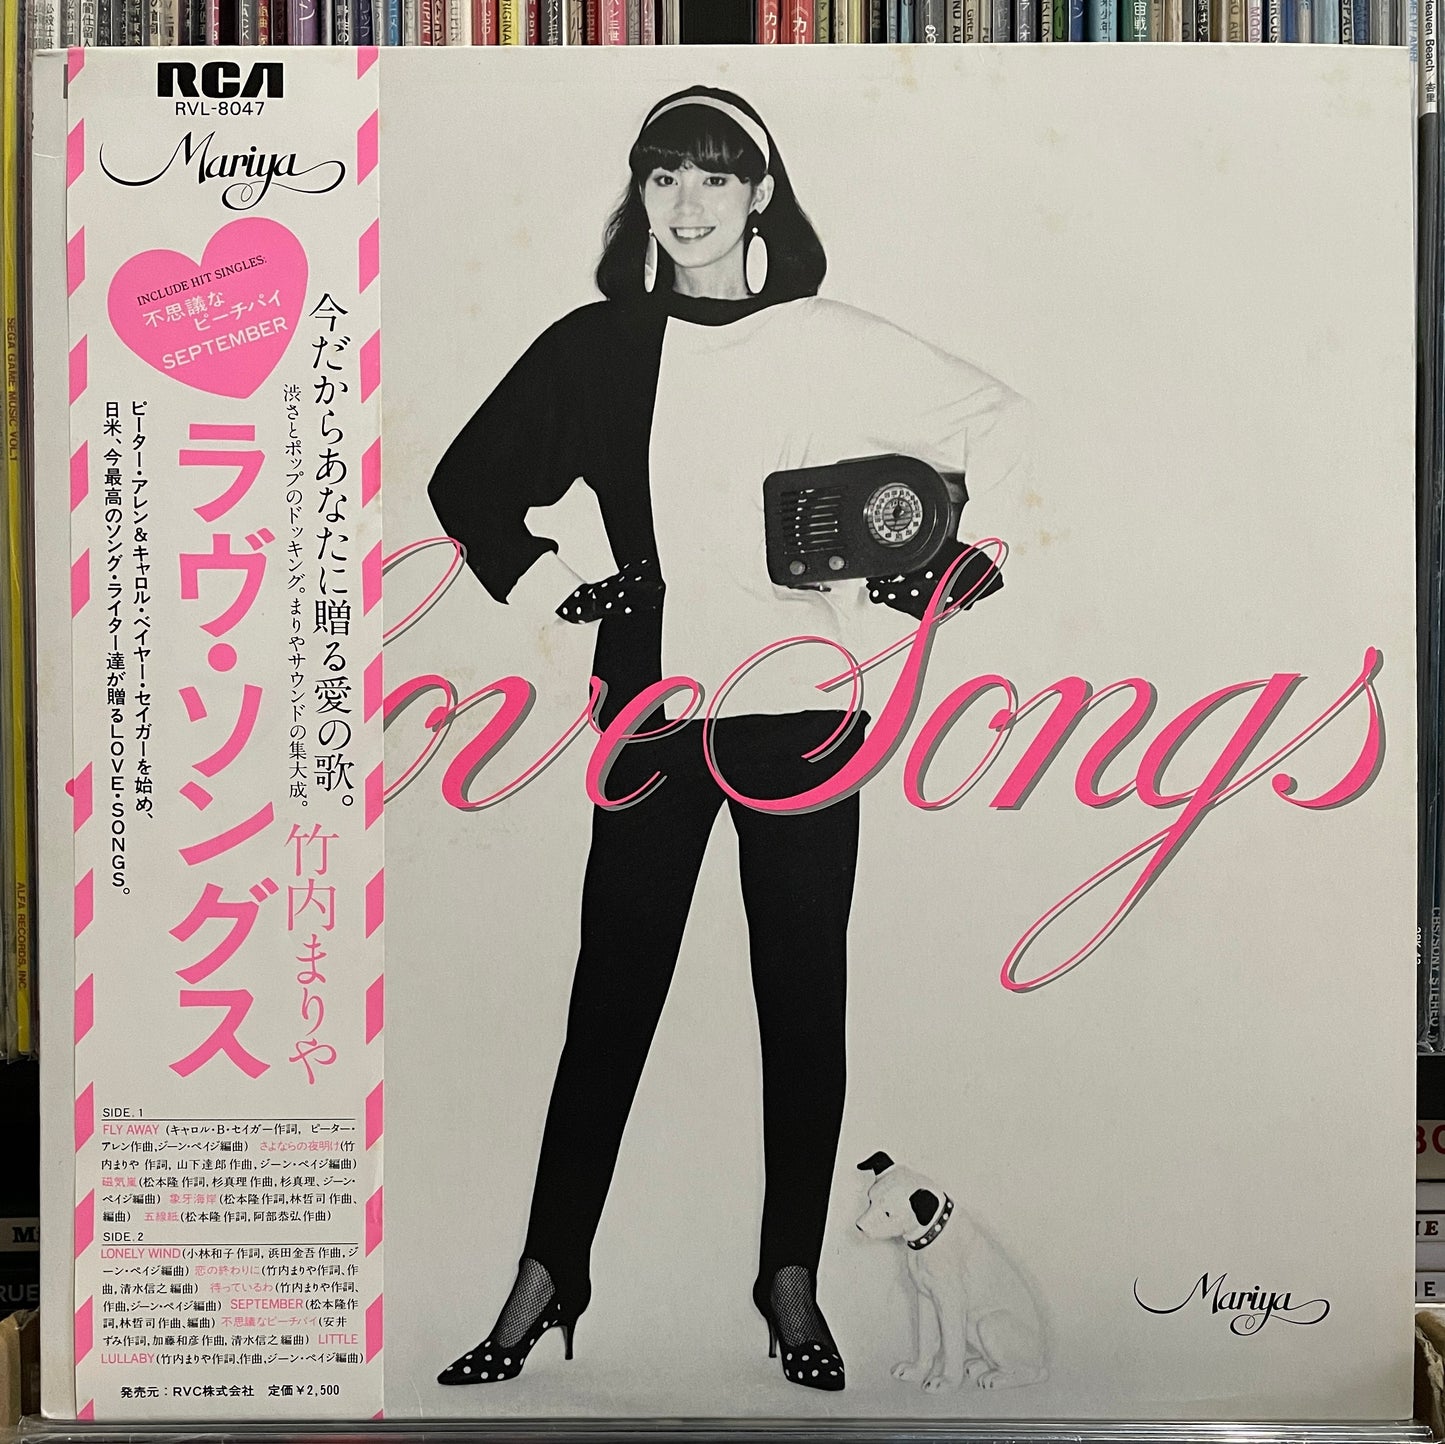 RCA
RVL-8047
Mariya
INCLUDE HIT SINGLES:
不思議な
ピーチパイ
SEPTEMBER
今だからあなたに贈る愛の歌。
渋さとポップのドッキング。まりやサウンドの集大成。
竹内まりや
ラヴ・ソングス
ピーター・アレン&キャロル・ベイヤー・セイガーを始め、
日米、今最高のソング・ライター達が贈るLOVE・SONGS。
SIDE. 1
FLY AWAY (キャロル・B・セイガー作詞, ピーター・
アレン作曲,ジーン・ペイジ編曲) さよならの夜明け(竹
内まりや作詞, 山下達郎作曲, ジーン・ペイジ編曲)
磁気嵐(松本隆作詞, 杉真理作曲, 杉真理、ジーン・
ペイジ編曲) 象牙海岸(松本隆作詞,林哲司作曲、
編曲) 五線紙(松本隆作詞, 阿部恭弘作曲)
SIDE. 2
LONELY WIND(小林和子作詞, 浜田金吾作曲, ジ
ーン・ペイジ編曲) 恋の終わりに(竹内まりや作詞、作
曲, 清水信之編曲) 待っているわ(竹内まりや作詞、
作曲,ジーン・ペイジ編曲) SEPTEMBER(松本隆作
詞,林哲司作曲、編曲) 不思議なピーチパイ(安井
ずみ作詞, 加藤和彦作曲, 清水信之編曲) LITTLE
LULLABY(竹内まりや作詞、作曲,ジーン・ペイジ編曲)
発売元：RVC株式会社 定価￥2,500
ove Songs
Mariya
SEGA GAME MUSIC VOL.1
ALFA RECORDS, INC.
Heaven Beach／杏里
CBS/SONY STEREO